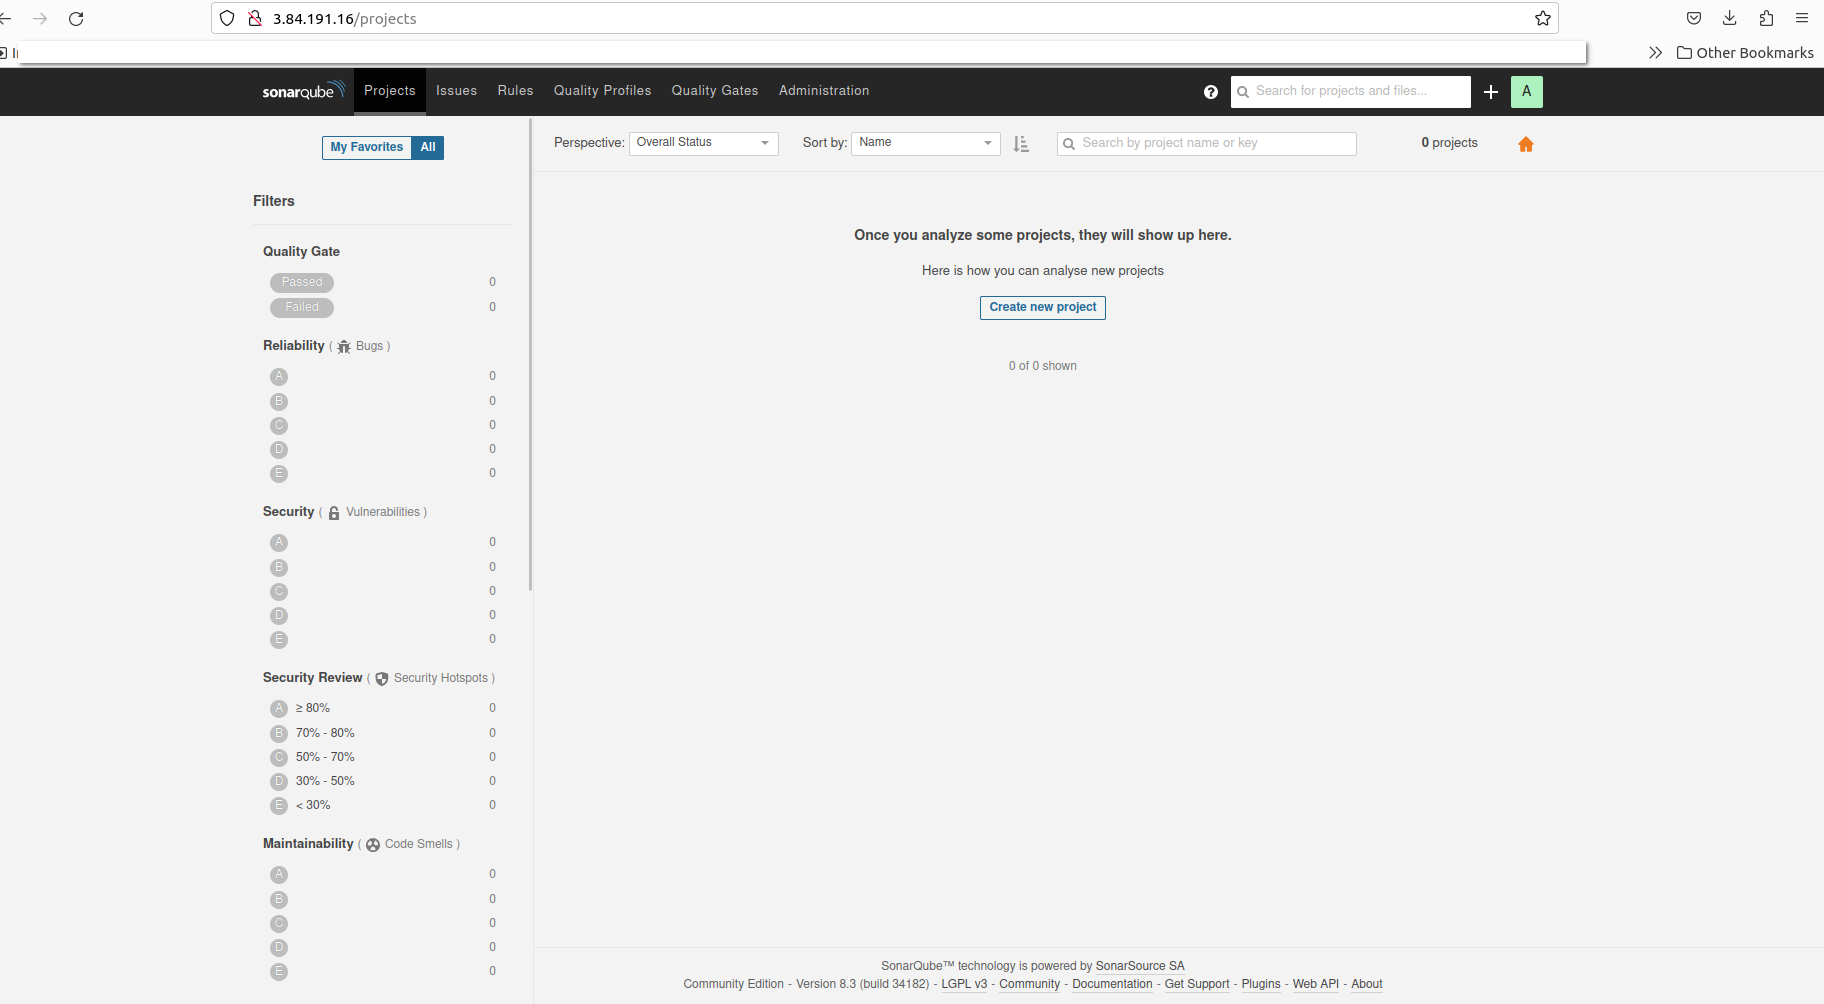 3.84.191.16/projects
Other Bookmarks
sonarqube Projects Issues Rules Quality Profiles Quality Gates Administration ? Search for projects and files... A
My Favorites All
Perspective: Overall Status Sort by: Name Search by project name or key 0 projects
Filters
Quality Gate
Passed 0
Failed 0
Reliability ( Bugs )
A 0
B 0
C 0
D 0
E 0
Security ( Vulnerabilities )
A 0
B 0
C 0
D 0
E 0
Security Review ( Security Hotspots )
A ≥ 80% 0
B 70% - 80% 0
C 50% - 70% 0
D 30% - 50% 0
E < 30% 0
Maintainability ( Code Smells )
A 0
B 0
C 0
D 0
E 0
Once you analyze some projects, they will show up here.
Here is how you can analyse new projects
Create new project
0 of 0 shown
SonarQube™ technology is powered by SonarSource SA
Community Edition - Version 8.3 (build 34182) - LGPL v3 - Community - Documentation - Get Support - Plugins - Web API - About